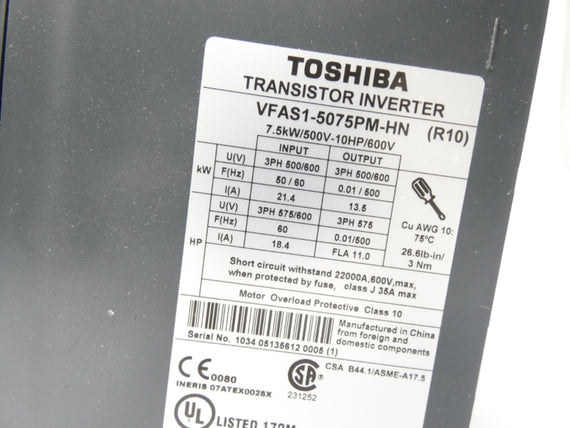 TOSHIBA
TRANSISTOR INVERTER
VFAS1-5075PM-HN (R10)
7.5kW/500V-10HP/600V
INPUT OUTPUT
kW U(V) 3PH 500/600 3PH 500/600
F(Hz) 50 / 60 0.01 / 500
I(A) 21.4 13.5
HP U(V) 3PH 575/600 3PH 575
F(Hz) 60 0.01/500
I(A) 18.4 FLA 11.0
Cu AWG 10:
75°C
26.6lb-in/
3 Nm
Short circuit withstand 22000A,600V,max,
when protected by fuse, class J 35A max
Motor Overload Protective Class 10
Manufactured in China
from foreign and
domestic components
Serial No. 1034 05135612 0005 (1)
CE 0080
INERIS 07ATEX0028X
SA
231252
CSA B44.1/ASME-A17.5
UL LISTED 179M